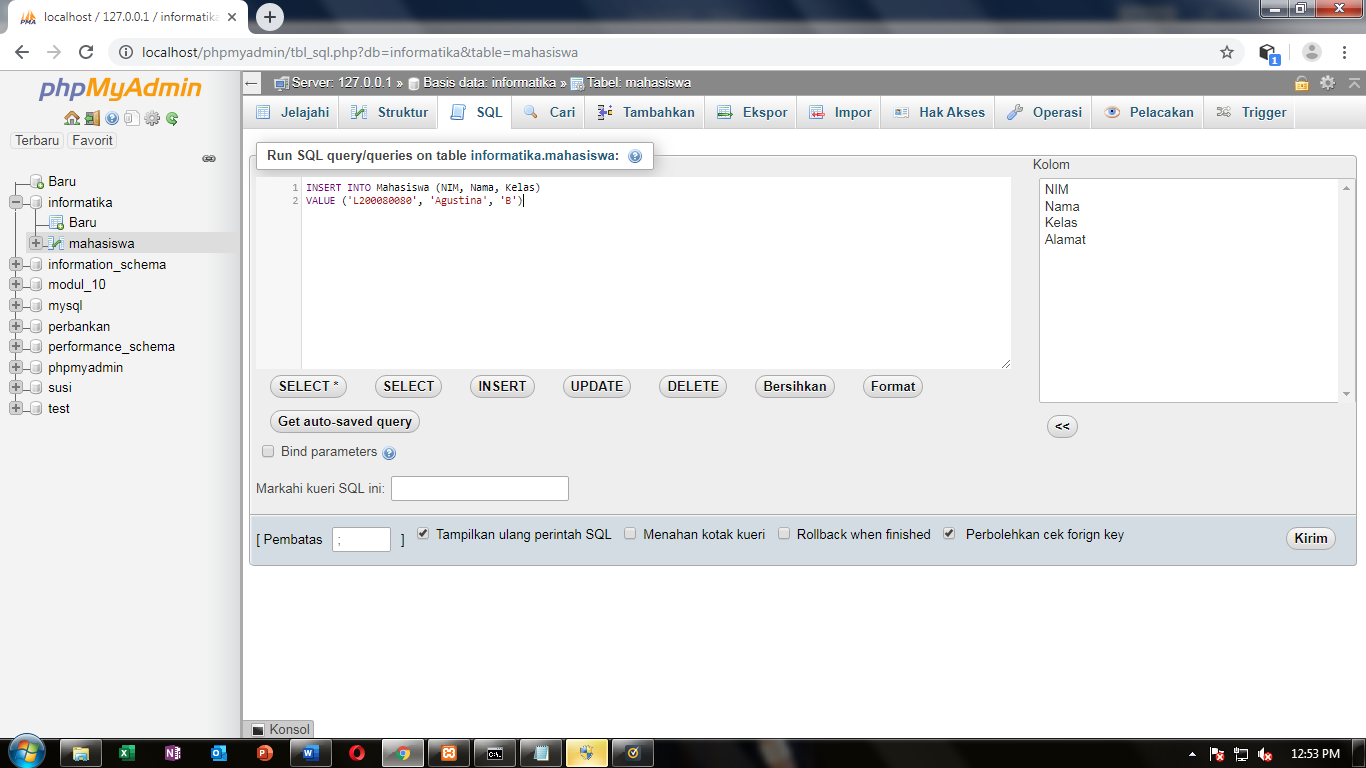 localhost / 127.0.0.1 / informatika
localhost/phpmyadmin/tbl_sql.php?db=informatika&table=mahasiswa
1
phpMyAdmin
Terbaru Favorit
Baru
informatika
Baru
mahasiswa
information_schema
modul_10
mysql
perbankan
performance_schema
phpmyadmin
susi
test
Server: 127.0.0.1 » Basis data: informatika » Tabel: mahasiswa
Jelajahi Struktur SQL Cari Tambahkan Ekspor Impor Hak Akses Operasi Pelacakan Trigger
Run SQL query/queries on table informatika.mahasiswa:
1 INSERT INTO Mahasiswa (NIM, Nama, Kelas)
2 VALUE ('L200080080', 'Agustina', 'B')
Kolom
NIM
Nama
Kelas
Alamat
<<
SELECT * SELECT INSERT UPDATE DELETE Bersihkan Format
Get auto-saved query
Bind parameters
Markahi kueri SQL ini:
[ Pembatas ; ] Tampilkan ulang perintah SQL Menahan kotak kueri Rollback when finished Perbolehkan cek forign key Kirim
Konsol
12:53 PM